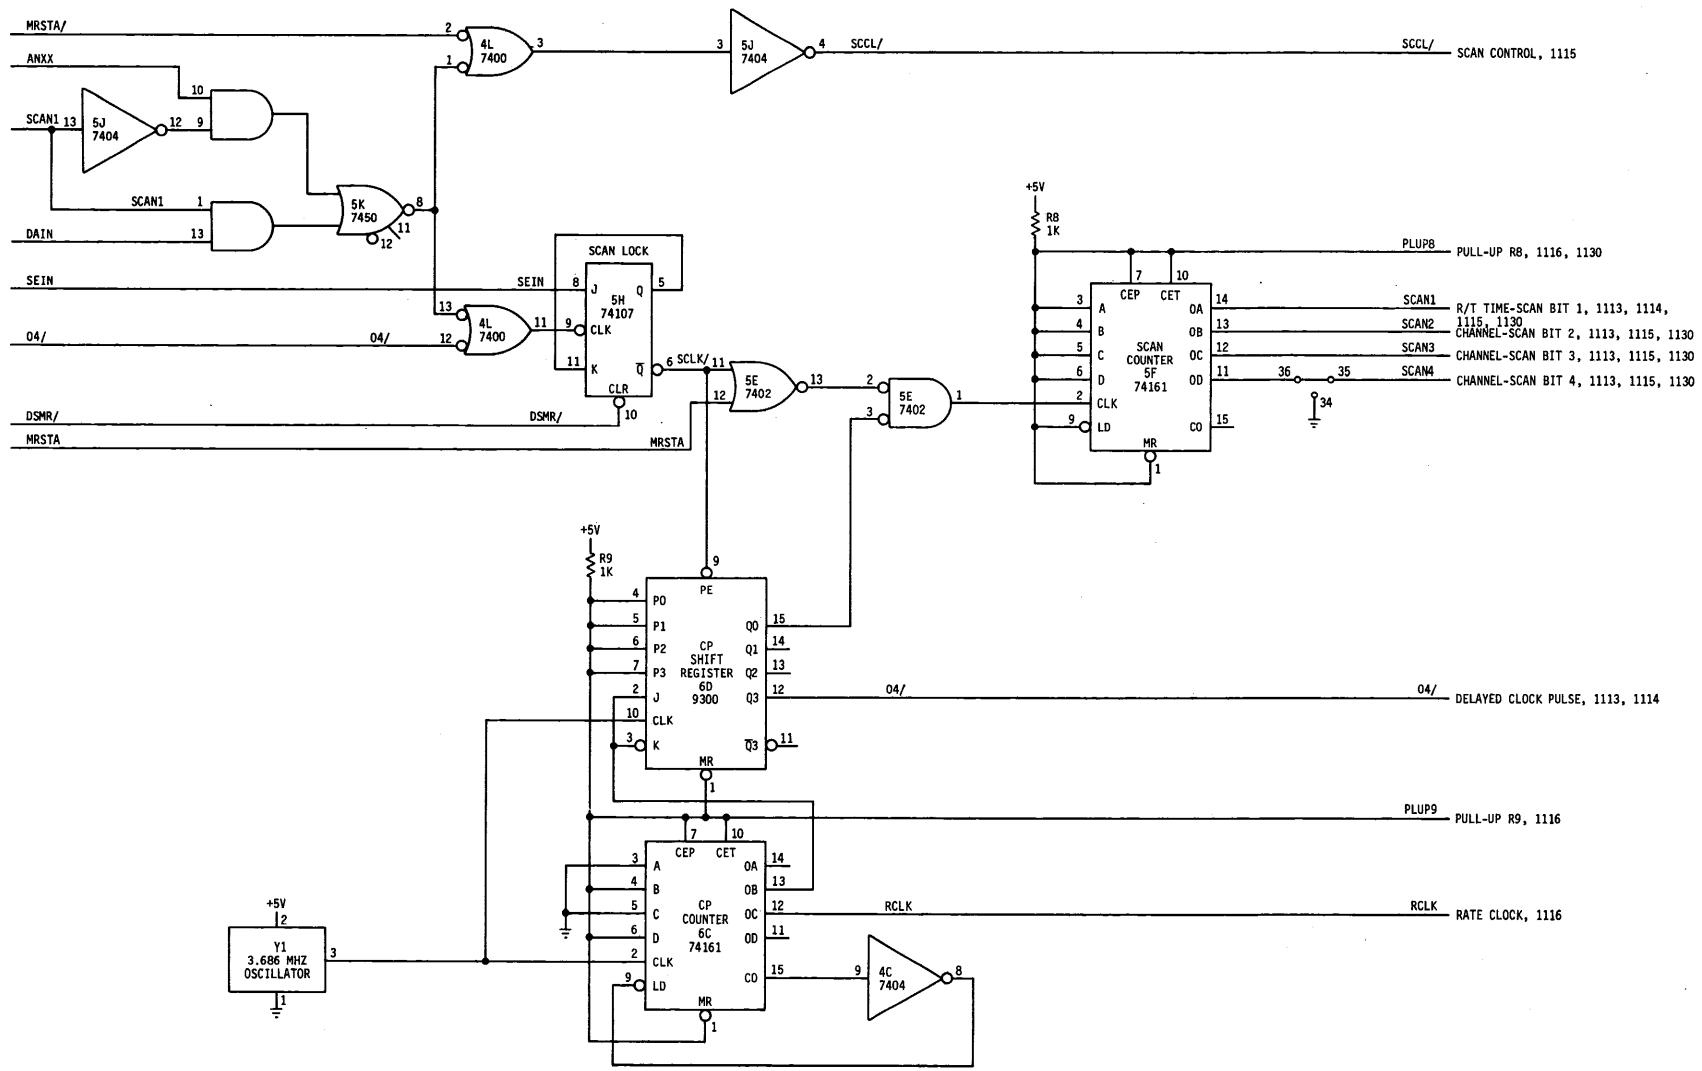 MRSTA/
2
4L
7400
3
3
5J
7404
4
SCCL/
SCCL/
SCAN CONTROL, 1115
1
ANXX
10
SCAN1
13
5J
7404
12
9
SCAN1
1
DAIN
13
5K
7450
8
11
12
SEIN
SEIN
SCAN LOCK
8
J
Q
5
5H
74107
9
CLK
11
K
Q
6
CLR
10
04/
04/
13
12
4L
7400
11
DSMR/
DSMR/
MRSTA
MRSTA
SCLK/
11
12
5E
7402
13
2
3
5E
7402
1
+5V
R8
1K
PLUP8
PULL-UP R8, 1116, 1130
7
10
CEP
CET
3
A
OA
14
SCAN1
R/T TIME-SCAN BIT 1, 1113, 1114,
1115, 1130
4
B
OB
13
SCAN2
CHANNEL-SCAN BIT 2, 1113, 1115, 1130
5
C
SCAN
COUNTER
5F
74161
OC
12
SCAN3
CHANNEL-SCAN BIT 3, 1113, 1115, 1130
6
D
OD
11
36
35
SCAN4
CHANNEL-SCAN BIT 4, 1113, 1115, 1130
34
2
CLK
9
LD
CO
15
MR
1
+5V
R9
1K
9
PE
4
P0
5
P1
Q0
15
6
P2
Q1
14
7
P3
Q2
13
CP
SHIFT
REGISTER
6D
9300
2
J
Q3
12
04/
04/
DELAYED CLOCK PULSE, 1113, 1114
10
CLK
3
K
Q3
11
MR
1
PLUP9
PULL-UP R9, 1116
7
10
CEP
CET
3
A
OA
14
4
B
OB
13
5
C
CP
COUNTER
6C
74161
OC
12
RCLK
RCLK
RATE CLOCK, 1116
6
D
OD
11
2
CLK
9
LD
CO
15
9
4C
7404
8
MR
1
+5V
2
Y1
3.686 MHZ
OSCILLATOR
3
1